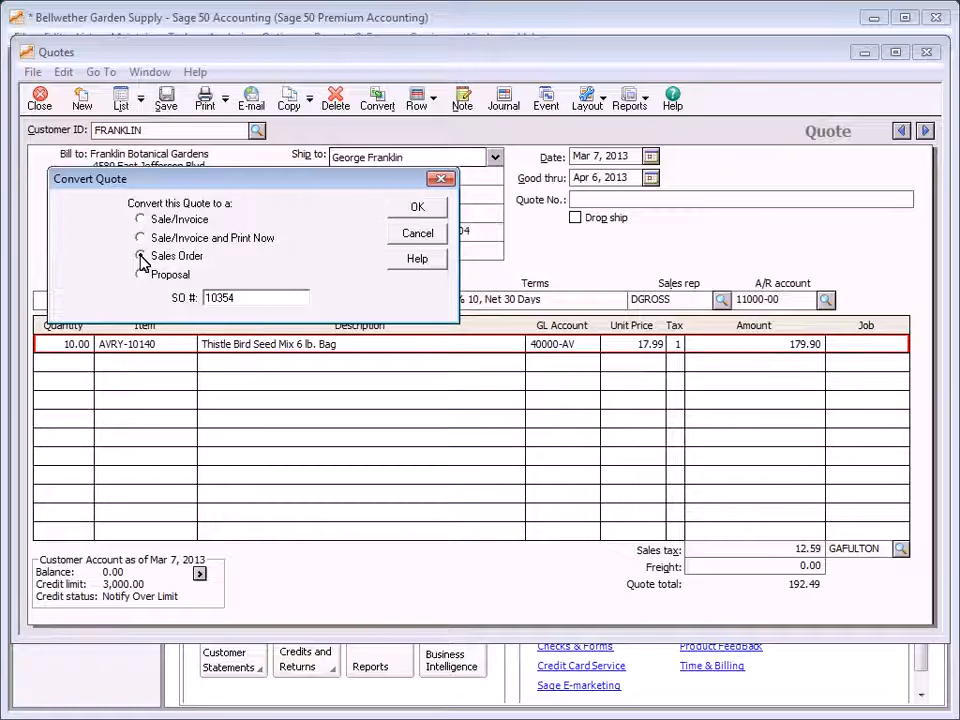 * Bellwether Garden Supply - Sage 50 Accounting (Sage 50 Premium Accounting)
Quotes
File Edit Go To Window Help
Close New List Save Print E-mail Copy Delete Convert Row Note Journal Event Layout Reports Help
Customer ID: FRANKLIN
Quote
Bill to: Franklin Botanical Gardens
Ship to: George Franklin
Date: Mar 7, 2013
Good thru: Apr 6, 2013
Quote No.:
Drop ship
Convert Quote
Convert this Quote to a:
Sale/Invoice
Sale/Invoice and Print Now
Sales Order
Proposal
SO #: 10354
OK
Cancel
Help
04
Terms Sales rep A/R account
% 10, Net 30 Days DGROSS 11000-00
Quantity Item Description GL Account Unit Price Tax Amount Job
10.00 AVRY-10140 Thistle Bird Seed Mix 6 lb. Bag 40000-AV 17.99 1 179.90
Sales tax: 12.59 GAFULTON
Freight: 0.00
Quote total: 192.49
Customer Account as of Mar 7, 2013
Balance: 0.00
Credit limit: 3,000.00
Credit status: Notify Over Limit
Customer
Statements
Credits and
Returns
Reports
Business
Intelligence
Checks & Forms
Credit Card Service
Sage E-marketing
Product Feedback
Time & Billing